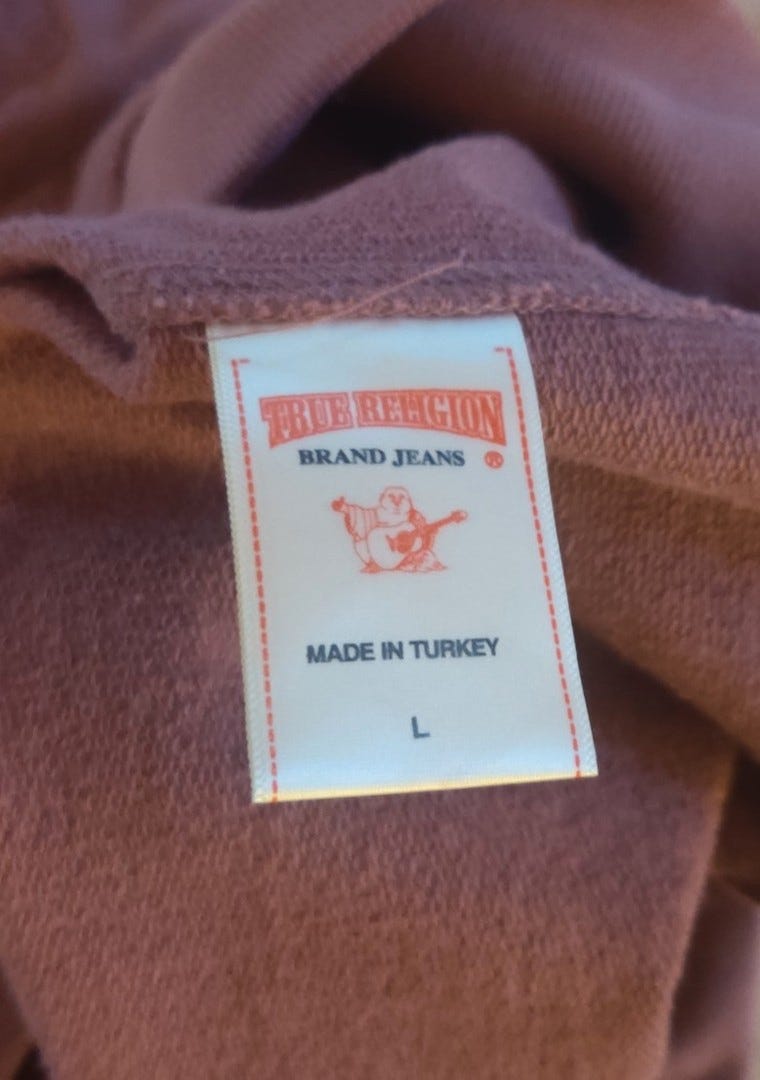 TRUE RELIGION
BRAND JEANS ®
MADE IN TURKEY
L